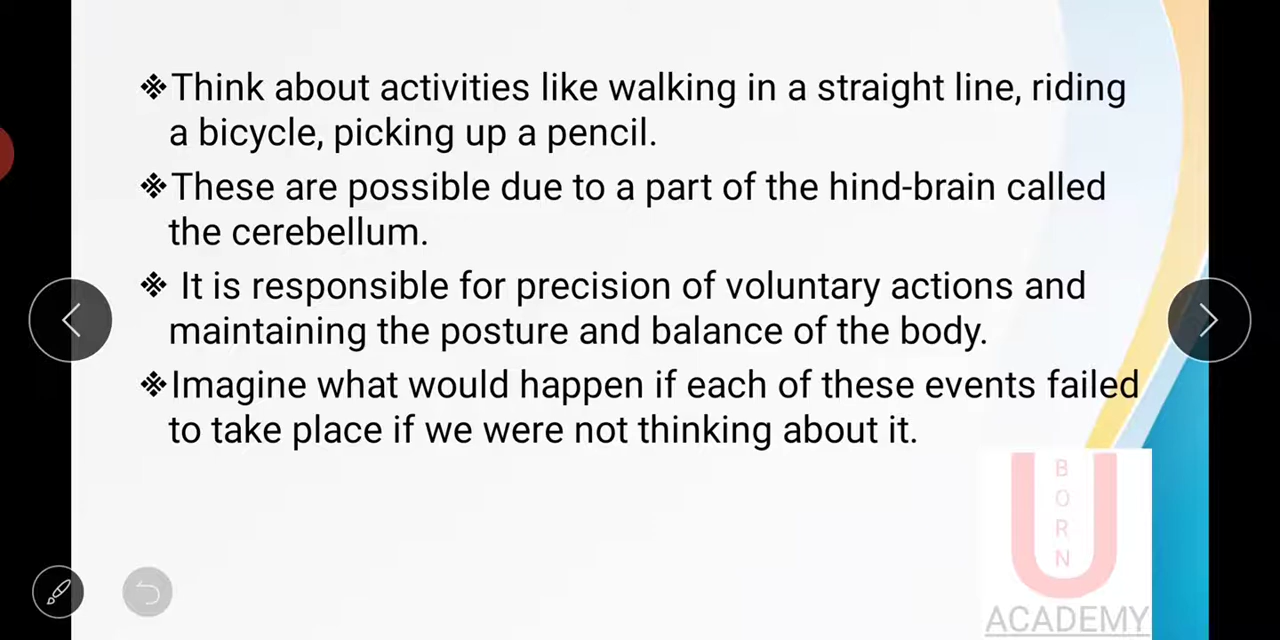 ❖Think about activities like walking in a straight line, riding
a bicycle, picking up a pencil.
❖These are possible due to a part of the hind-brain called
the cerebellum.
❖ It is responsible for precision of voluntary actions and
maintaining the posture and balance of the body.
❖Imagine what would happen if each of these events failed
to take place if we were not thinking about it.
U
BORN
ACADEMY